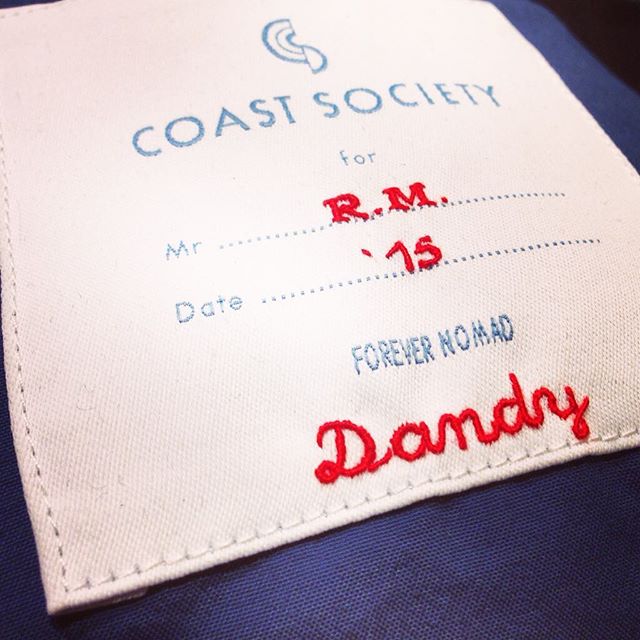 COAST SOCIETY
For
Mr R.M.
Date '15
FOREVER NOMAD
Dandy